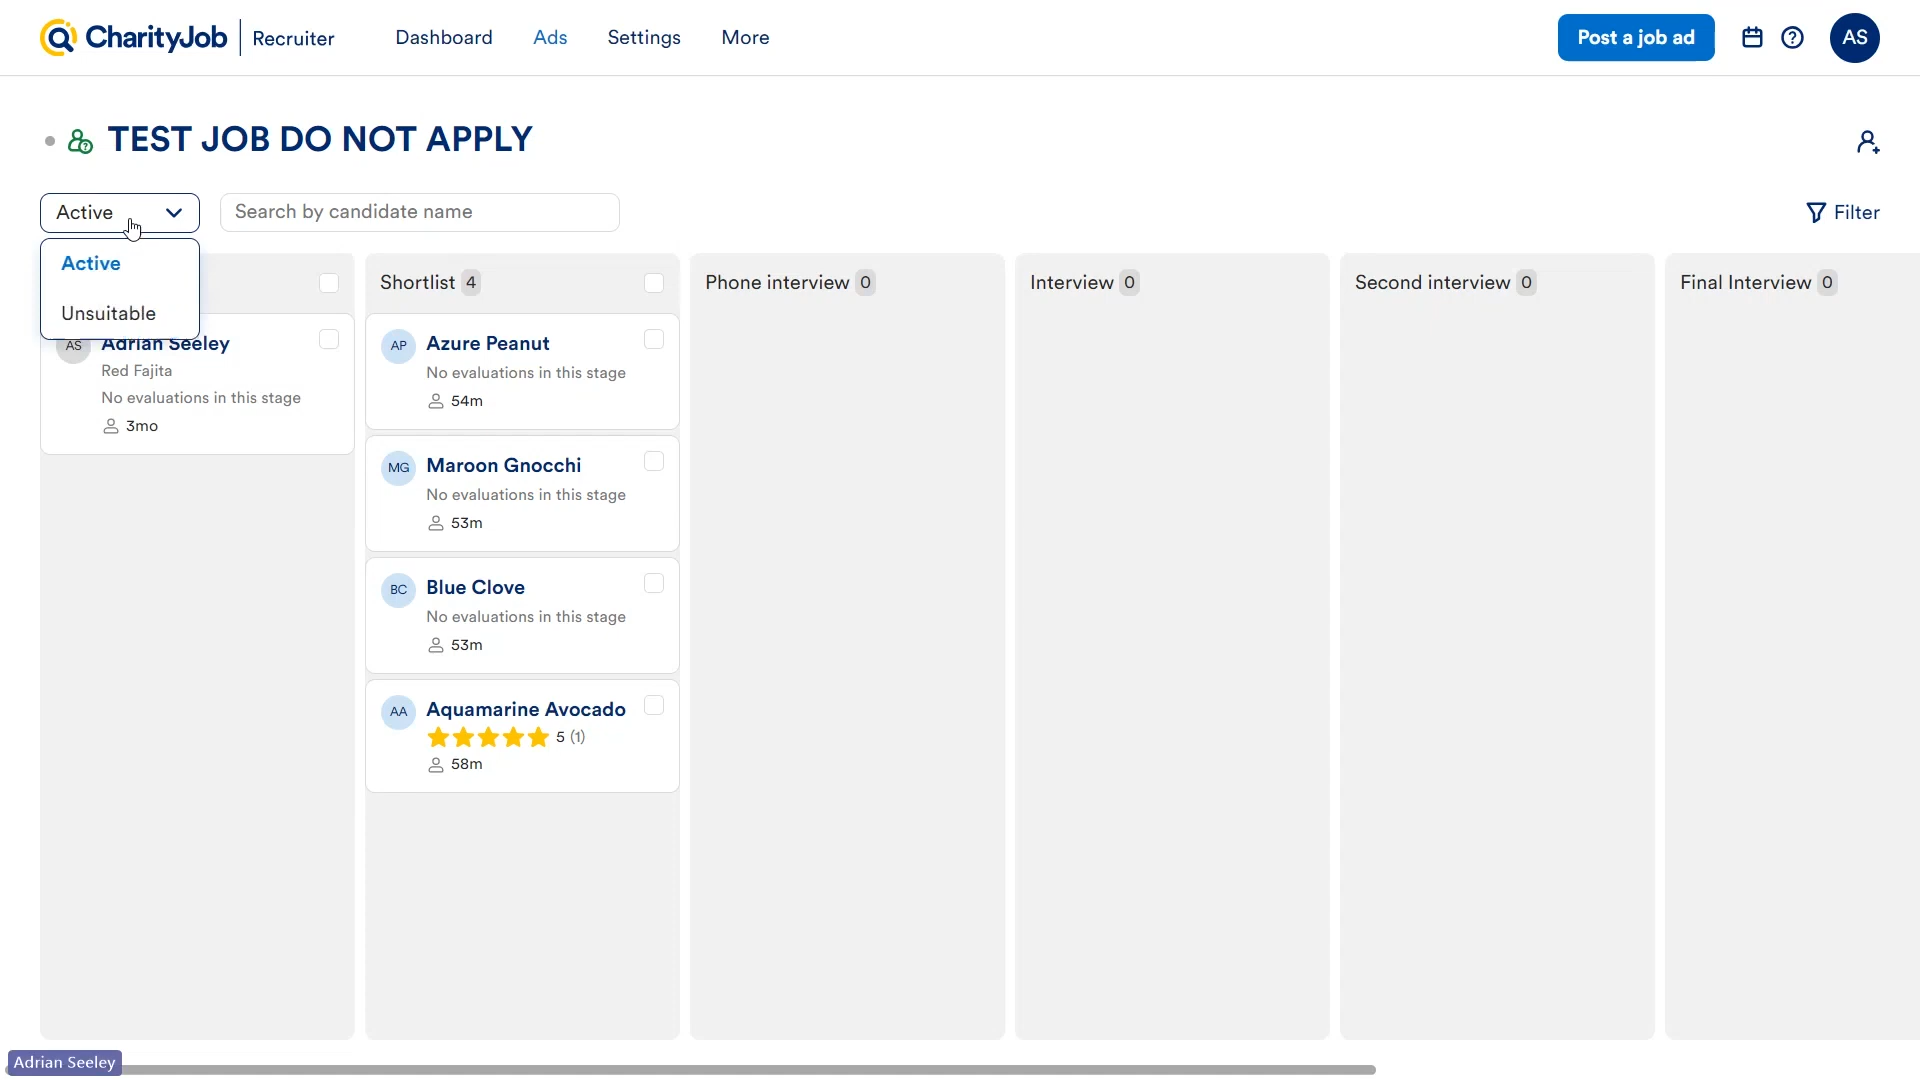 CharityJob Recruiter Dashboard Ads Settings More Post a job ad AS
TEST JOB DO NOT APPLY
Active Search by candidate name Filter
Active
Unsuitable
AS Adrian Seeley
Red Fajita
No evaluations in this stage
3mo
Shortlist 4
AP Azure Peanut
No evaluations in this stage
54m
MG Maroon Gnocchi
No evaluations in this stage
53m
BC Blue Clove
No evaluations in this stage
53m
AA Aquamarine Avocado
5 (1)
58m
Phone interview 0
Interview 0
Second interview 0
Final Interview 0
Adrian Seeley